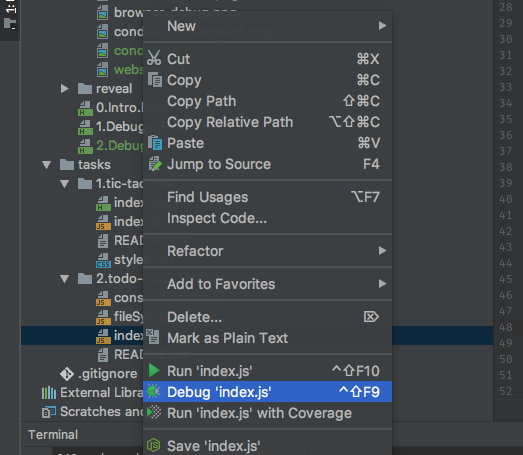 28
browser-debug.png
New
cond
Cut ⌘X
cond
Copy ⌘C
webs
Copy Path ⇧⌘C
reveal
Copy Relative Path ⌥⇧⌘C
0.Intro.
1.Debug
Paste ⌘V
2.Debu
Jump to Source F4
tasks
1.tic-tac
Find Usages ⌥F7
index
Inspect Code...
index
READ
Refactor
style
2.todo-
Add to Favorites
cons
Delete...
fileSy
Mark as Plain Text
index
READ
Run 'index.js' ^⇧F10
.gitignore
Debug 'index.js' ^⇧F9
External Libra
Run 'index.js' with Coverage
Scratches an
Terminal
Save 'index.js'
29
30
31
32
33
34
35
36
37
38
39
40
41
42
43
44
45
46
47
48
49
50
51
52